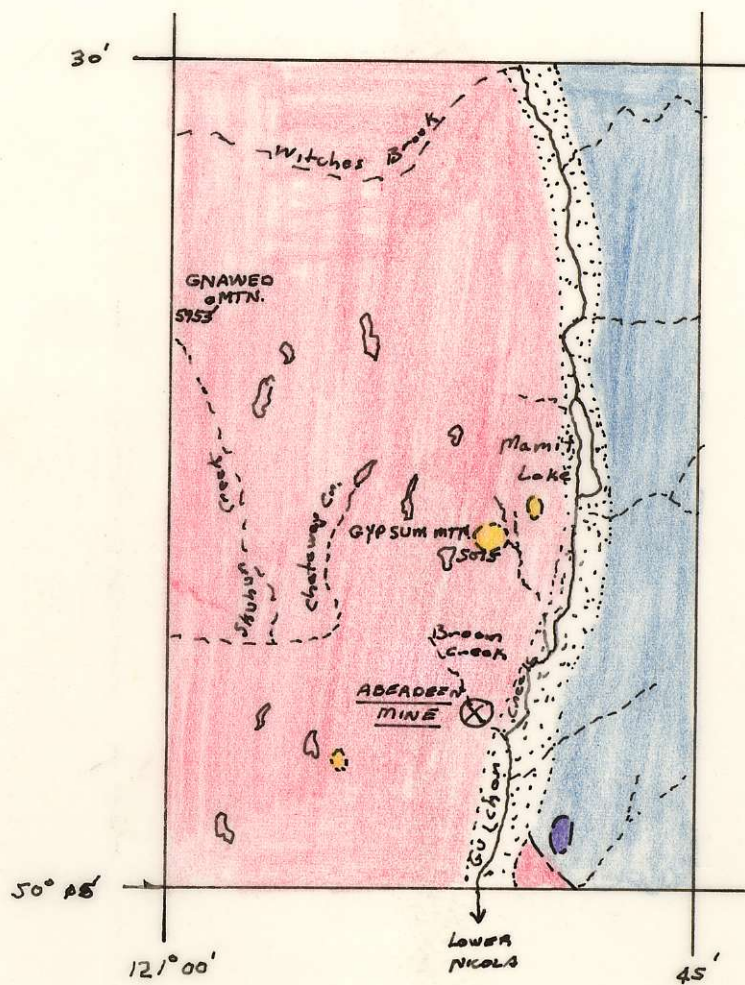 30'
Witches Brook
GNAWED
MTN.
5953'
Mamit
Lake
Creek
Skuhun
Chataway Cr.
GYPSUM MTN.
5015
Broom
Creek
ABERDEEN
MINE
Creek
GUICHON
50°
LOWER
NICOLA
121°00'
45'